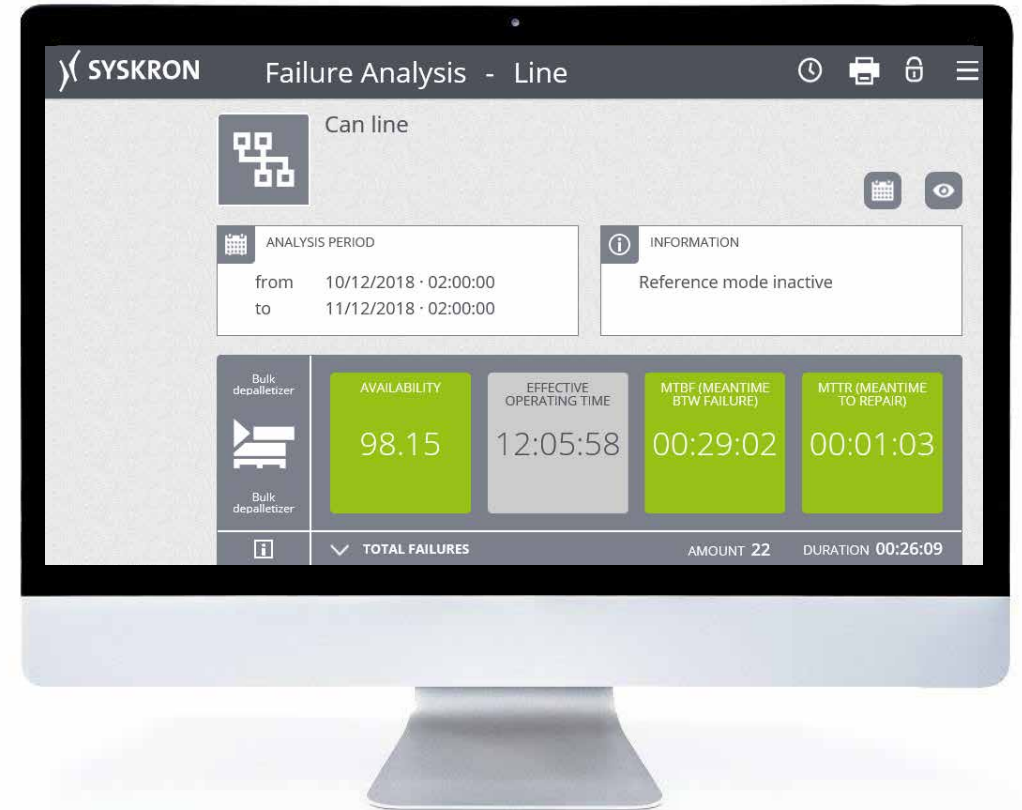 SYSKRON
Failure Analysis - Line
Can line
ANALYSIS PERIOD
from 10/12/2018 · 02:00:00
to 11/12/2018 · 02:00:00
INFORMATION
Reference mode inactive
Bulk
depalletizer
Bulk
depalletizer
AVAILABILITY
98.15
EFFECTIVE
OPERATING TIME
12:05:58
MTBF (MEANTIME
BTW FAILURE)
00:29:02
MTTR (MEANTIME
TO REPAIR)
00:01:03
TOTAL FAILURES
AMOUNT 22
DURATION 00:26:09